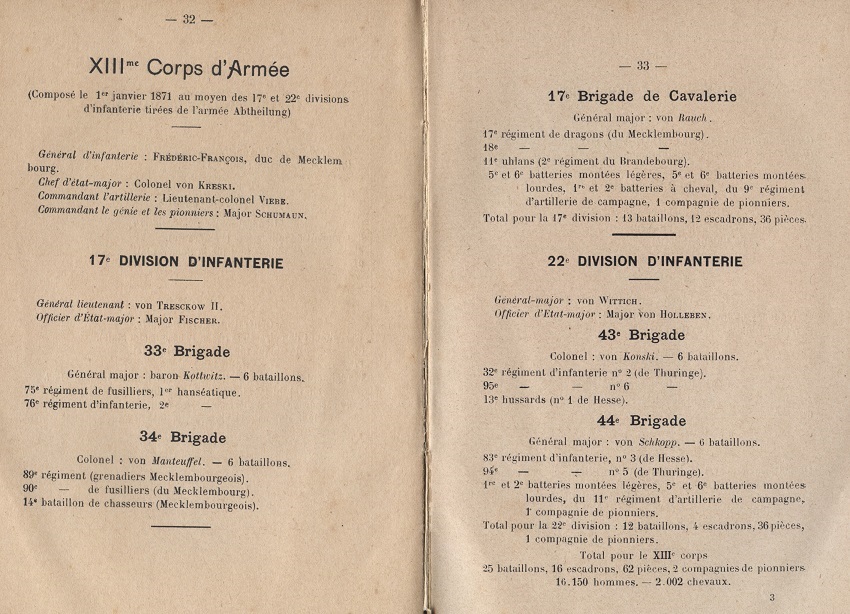 — 32 —
XIIIme Corps d'Armée
(Composé le 1er janvier 1871 au moyen des 17e et 22e divisions
d'infanterie tirées de l'armée Abtheilung)
Général d'infanterie : FRÉDÉRIC-FRANÇOIS, duc de Mecklem
bourg.
Chef d'état-major : Colonel von KRESKI.
Commandant l'artillerie : Lieutenant-colonel VIEBE.
Commandant le génie et les pionniers : Major SCHUMAUN.
17e DIVISION D'INFANTERIE
Général lieutenant : von TRESCKOW II.
Officier d'État-major : Major FISCHER.
33e Brigade
Général major : baron Kottwitz. — 6 bataillons.
75e régiment de fusiliers, 1er hanséatique.
76e régiment d'infanterie, 2e —
34e Brigade
Colonel : von Manteuffel. — 6 bataillons.
89e régiment (grenadiers Mecklembourgeois).
90e — de fusilliers (du Mecklembourg).
14e bataillon de chasseurs (Mecklembourgeois).
— 33 —
17e Brigade de Cavalerie
Général major : von Rauch.
17e régiment de dragons (du Mecklembourg).
18e — — —
11e uhlans (2e régiment du Brandebourg).
5e et 6e batteries montées légères, 5e et 6e batteries montées
lourdes, 1re et 2e batteries à cheval, du 9e régiment
d'artillerie de campagne, 1 compagnie de pionniers.
Total pour la 17e division : 13 bataillons, 12 escadrons, 36 pièces.
22e DIVISION D'INFANTERIE
Général-major : von WITTICH.
Officier d'Etat-major : Major von HOLLEBEN.
43e Brigade
Colonel : von Konski. — 6 bataillons.
32e régiment d'infanterie n° 2 (de Thuringe).
95e — — n° 6 —
13e hussards (n° 1 de Hesse).
44e Brigade
Général major : von Schkopp. — 6 bataillons.
83e régiment d'infanterie, n° 3 (de Hesse).
94e — — n° 5 (de Thuringe).
1re et 2e batteries montées légères, 5e et 6e batteries montées
lourdes, du 11e régiment d'artillerie de campagne,
1 compagnie de pionniers.
Total pour la 22e division : 12 bataillons, 4 escadrons, 36 pièces,
1 compagnie de pionniers.
Total pour le XIIIe corps
25 bataillons, 16 escadrons, 62 pièces, 2 compagnies de pionniers
16.150 hommes. — 2.002 chevaux.
3